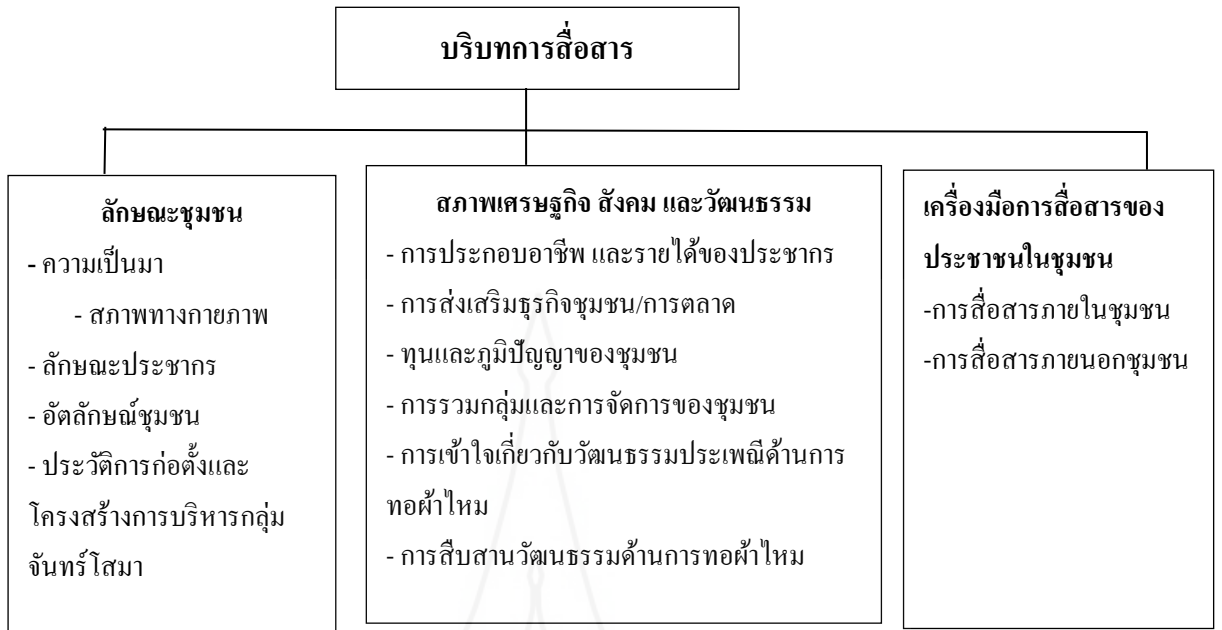 บริบทการสื่อสาร
ลักษณะชุมชน
- ความเป็นมา
- สภาพทางกายภาพ
- ลักษณะประชากร
- อัตลักษณ์ชุมชน
- ประวัติการก่อตั้งและ
โครงสร้างการบริหารกลุ่ม
จันทร์โสมา
สภาพเศรษฐกิจ สังคม และวัฒนธรรม
- การประกอบอาชีพ และรายได้ของประชากร
- การส่งเสริมธุรกิจชุมชน/การตลาด
- ทุนและภูมิปัญญาของชุมชน
- การรวมกลุ่มและการจัดการของชุมชน
- การเข้าใจเกี่ยวกับวัฒนธรรมประเพณีด้านการ
ทอผ้าไหม
- การสืบสานวัฒนธรรมด้านการทอผ้าไหม
เครื่องมือการสื่อสารของ
ประชาชนในชุมชน
-การสื่อสารภายในชุมชน
-การสื่อสารภายนอกชุมชน